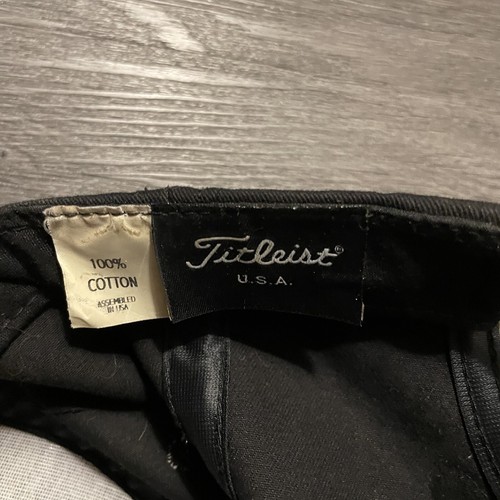 100%
COTTON
ASSEMBLED
IN USA
Titleist®
U.S.A.